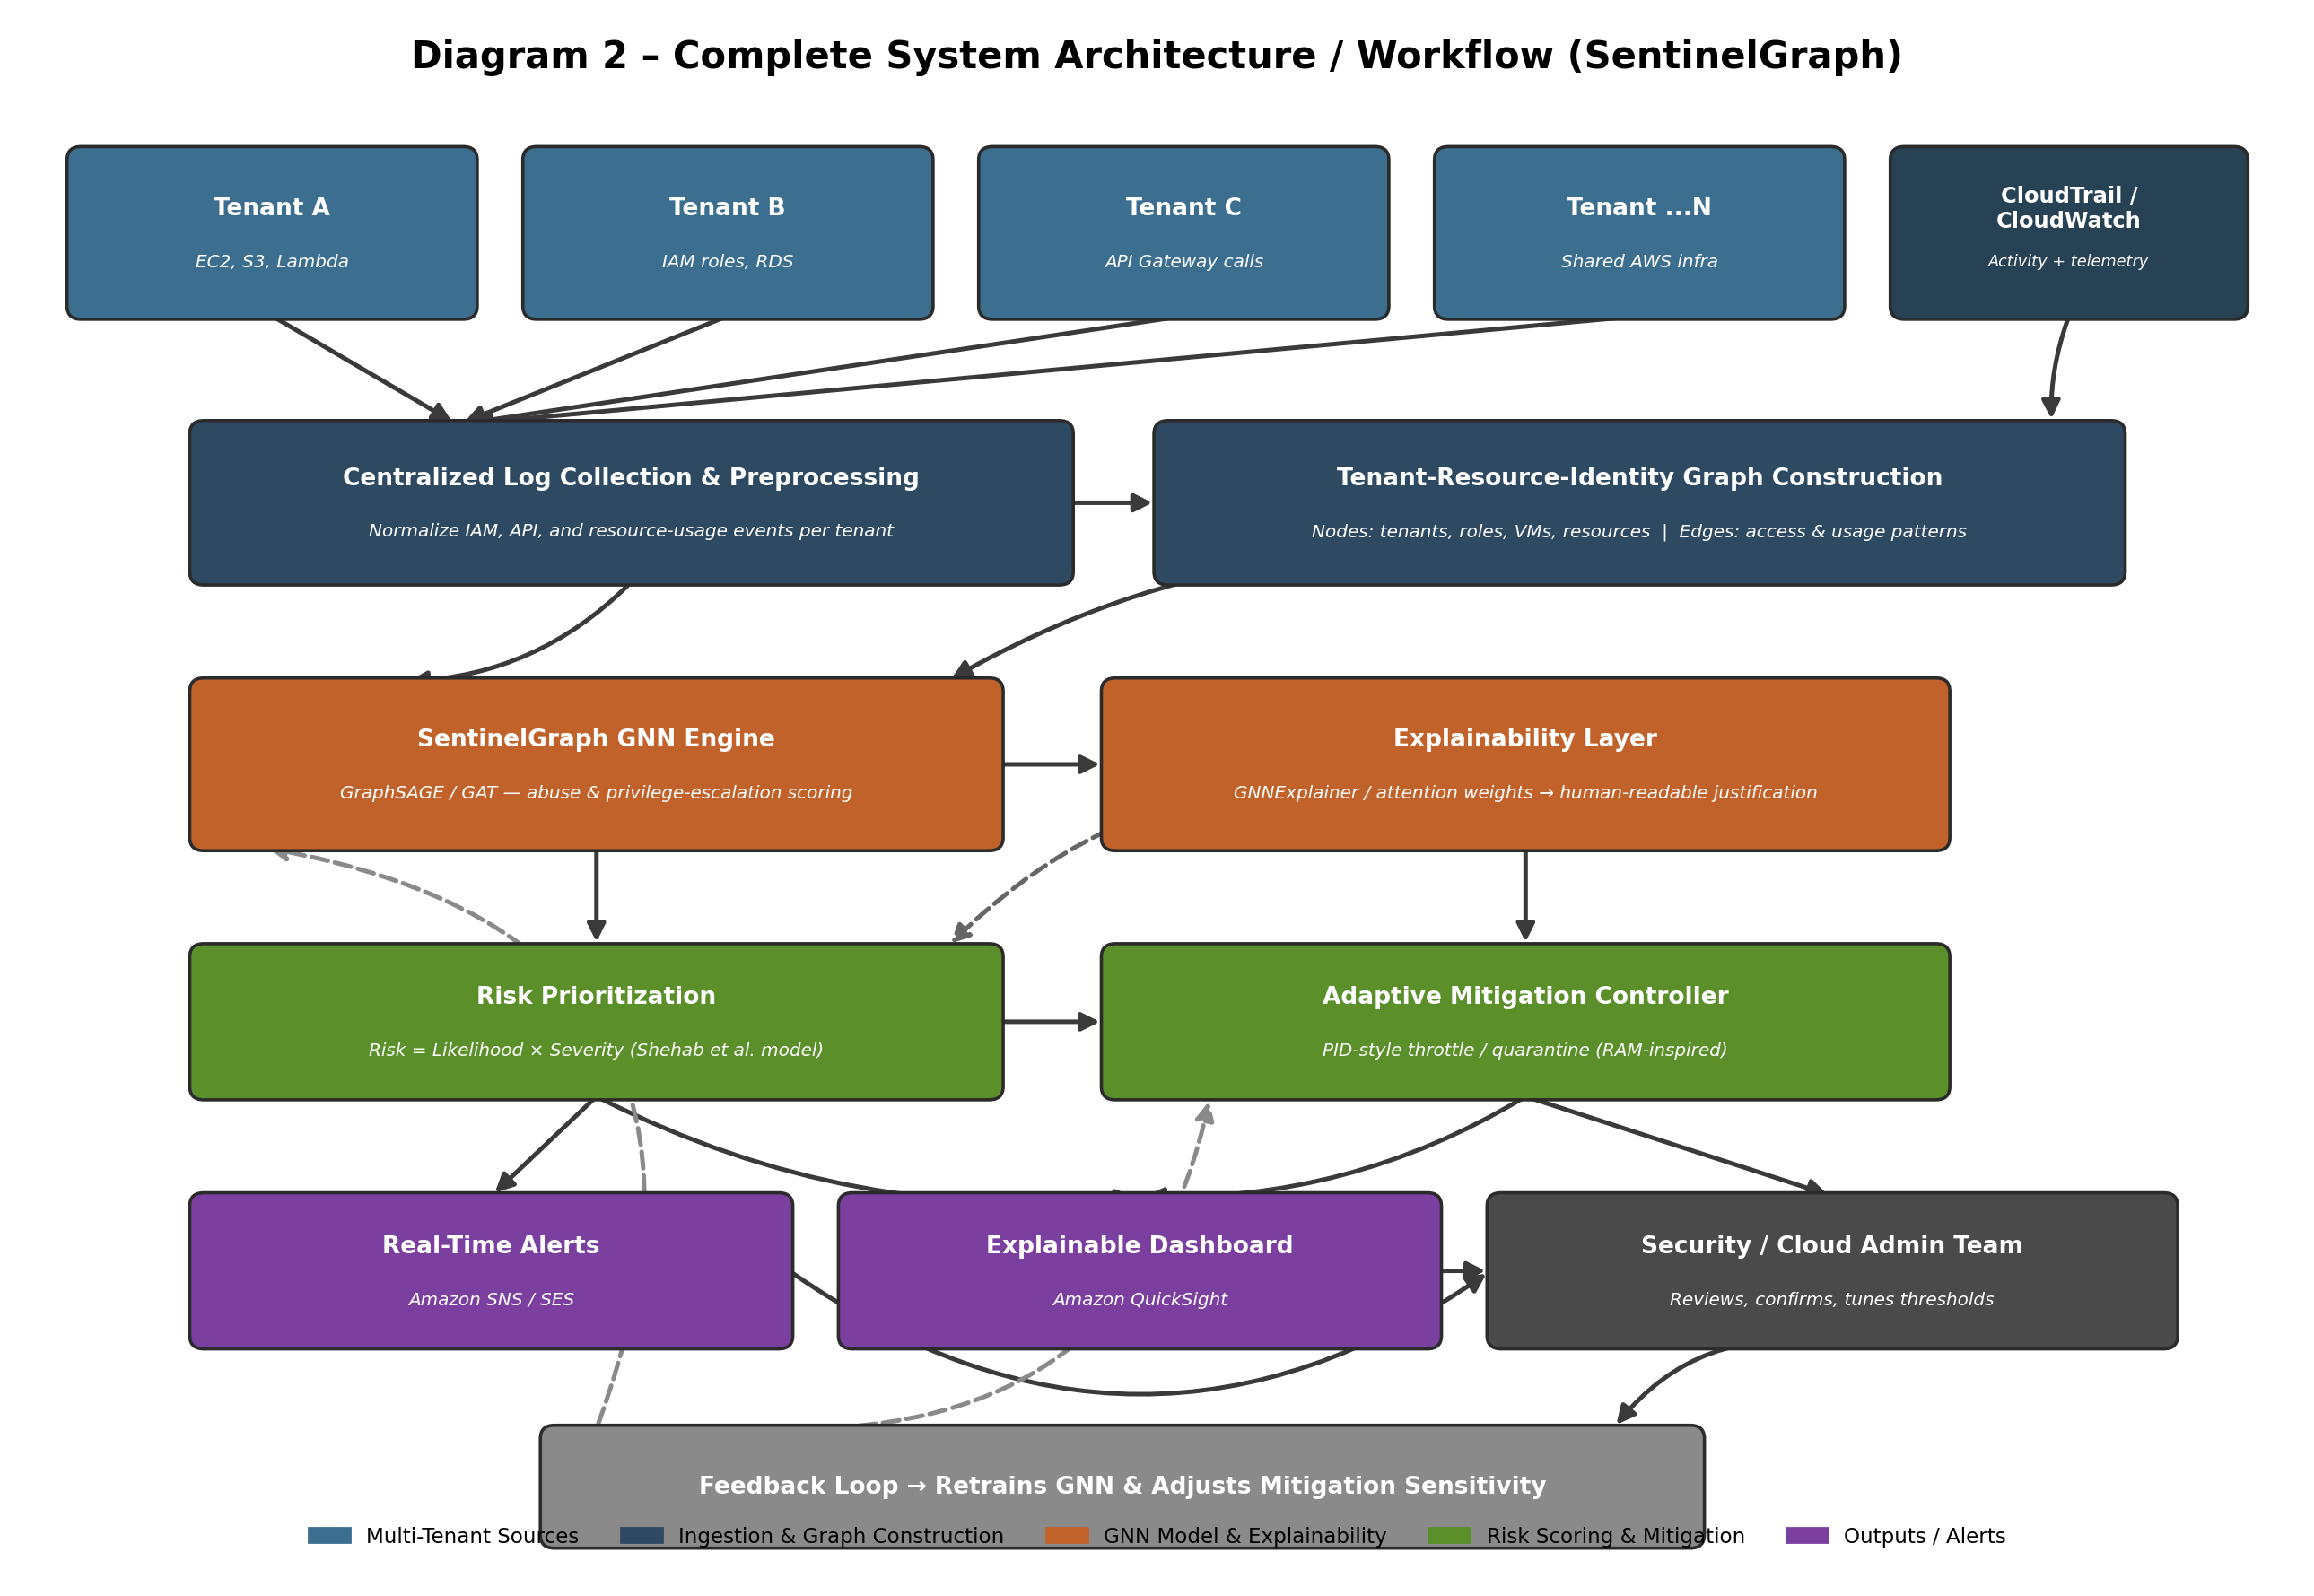 Diagram 2 – Complete System Architecture / Workflow (SentinelGraph)
Tenant A
EC2, S3, Lambda
Tenant B
IAM roles, RDS
Tenant C
API Gateway calls
Tenant ...N
Shared AWS infra
CloudTrail /
CloudWatch
Activity + telemetry
Centralized Log Collection & Preprocessing
Normalize IAM, API, and resource-usage events per tenant
Tenant-Resource-Identity Graph Construction
Nodes: tenants, roles, VMs, resources | Edges: access & usage patterns
SentinelGraph GNN Engine
GraphSAGE / GAT — abuse & privilege-escalation scoring
Explainability Layer
GNNExplainer / attention weights → human-readable justification
Risk Prioritization
Risk = Likelihood × Severity (Shehab et al. model)
Adaptive Mitigation Controller
PID-style throttle / quarantine (RAM-inspired)
Real-Time Alerts
Amazon SNS / SES
Explainable Dashboard
Amazon QuickSight
Security / Cloud Admin Team
Reviews, confirms, tunes thresholds
Feedback Loop → Retrains GNN & Adjusts Mitigation Sensitivity
Multi-Tenant Sources
Ingestion & Graph Construction
GNN Model & Explainability
Risk Scoring & Mitigation
Outputs / Alerts